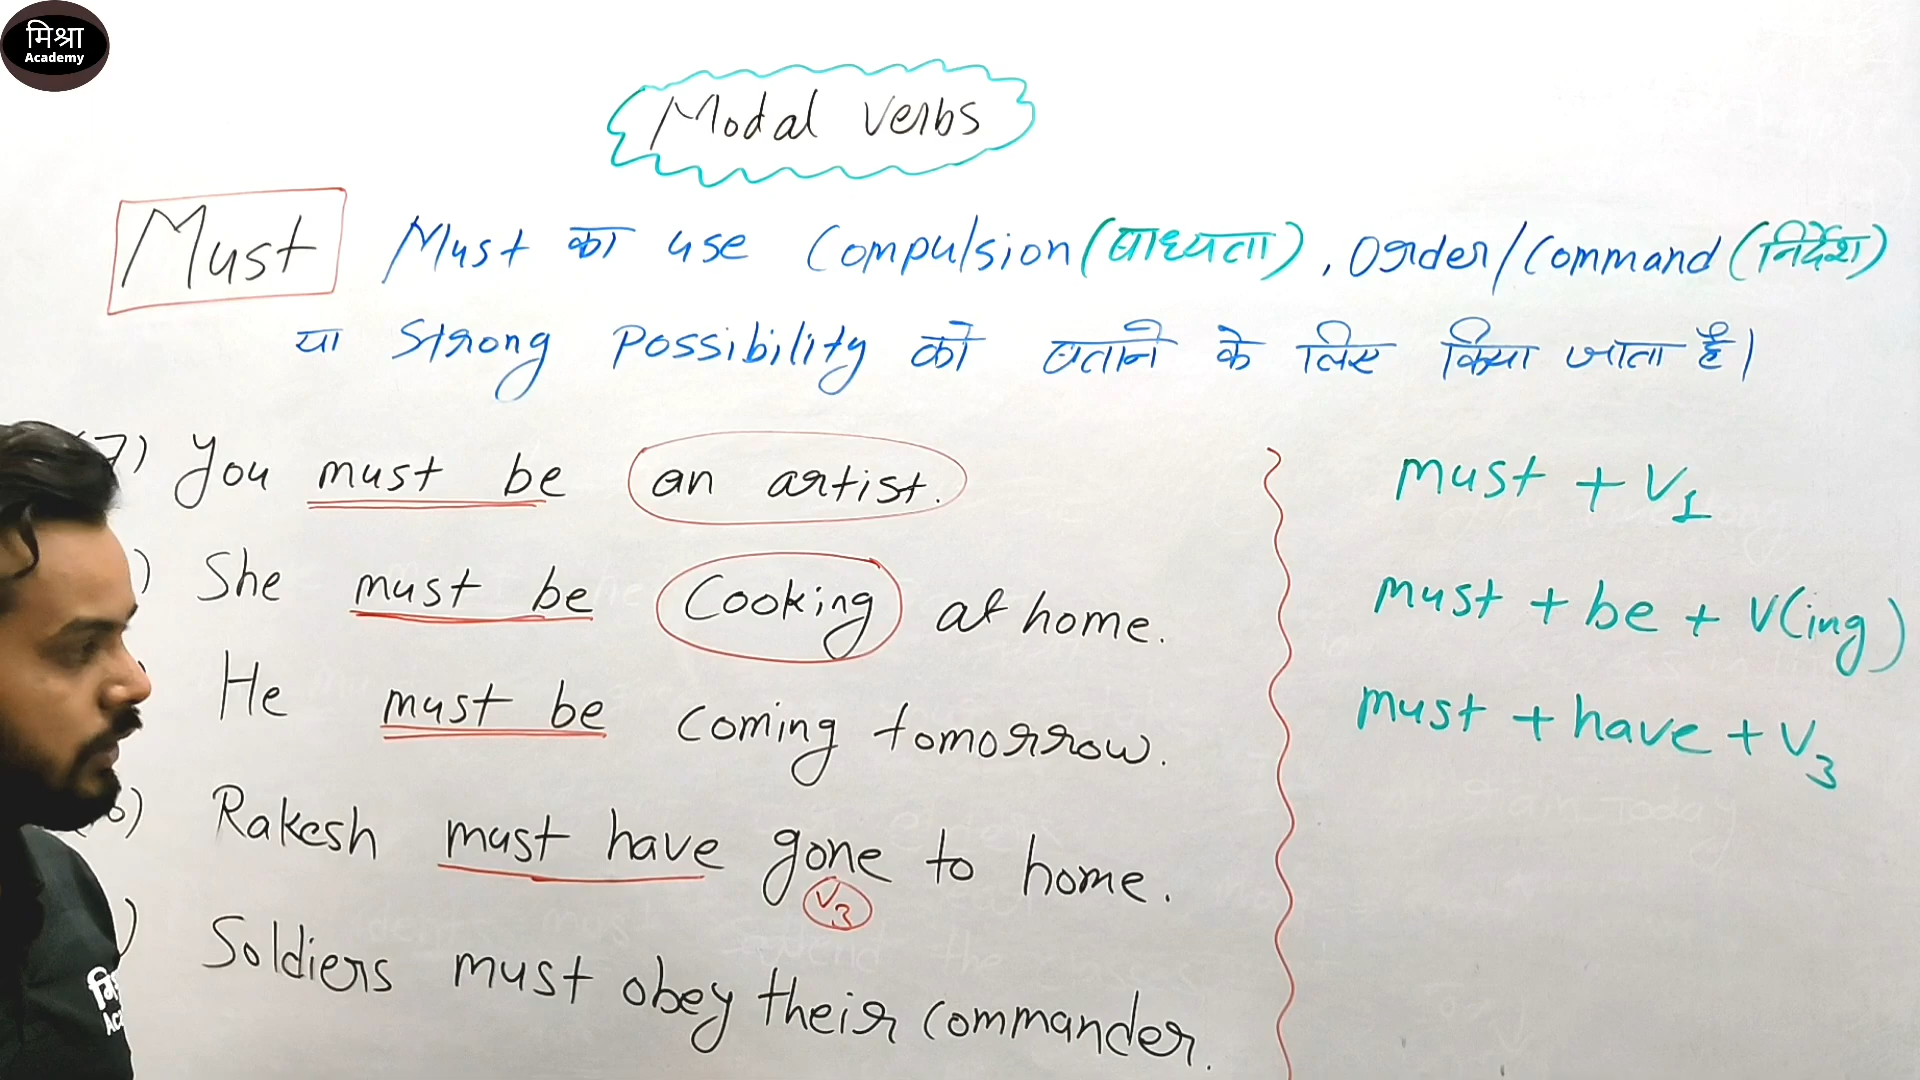 मिश्रा
Academy
Modal Verbs
Must
Must का use Compulsion (बाध्यता), Order/Command (निर्देश)
या Strong Possibility को बताने के लिए किया जाता है।
(7) You must be an artist.
) She must be Cooking at home.
) He must be coming tomorrow.
) Rakesh must have gone to home.
V3
) Soldiers must obey their commander.
must + V1
must + be + V(ing)
must + have + V3